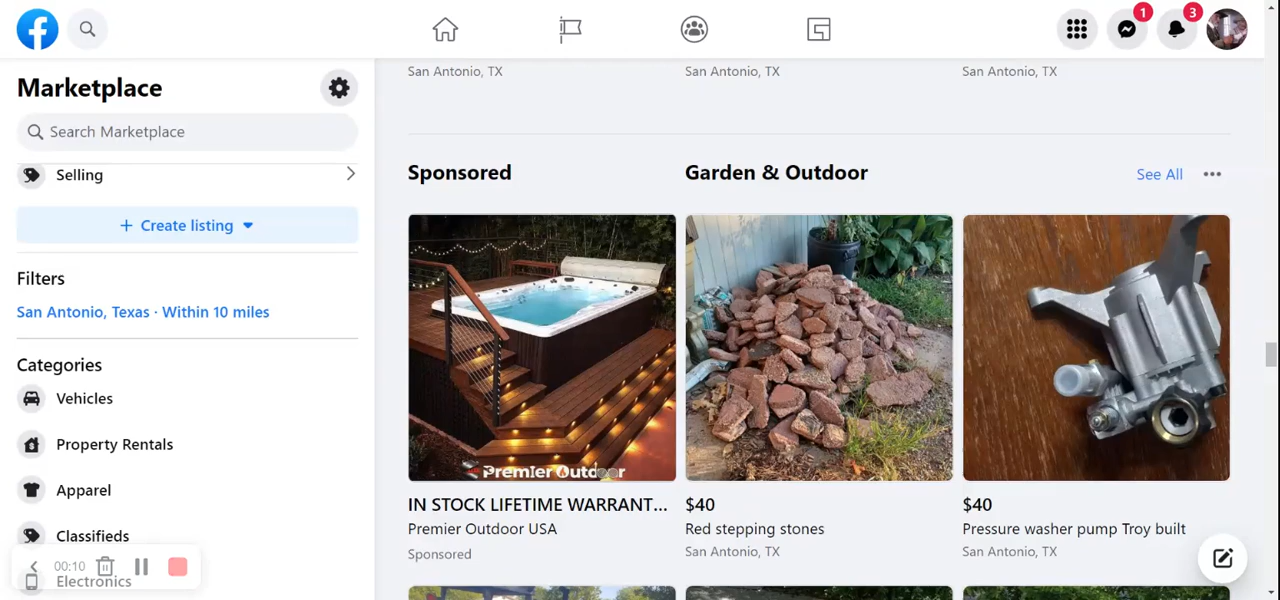 1
3
Marketplace
Search Marketplace
Selling
+ Create listing
Filters
San Antonio, Texas · Within 10 miles
Categories
Vehicles
Property Rentals
Apparel
Classifieds
00:10
Electronics
San Antonio, TX
San Antonio, TX
San Antonio, TX
Sponsored
Garden & Outdoor
See All
Premier Outdoor
IN STOCK LIFETIME WARRANT...
Premier Outdoor USA
Sponsored
$40
Red stepping stones
San Antonio, TX
$40
Pressure washer pump Troy built
San Antonio, TX